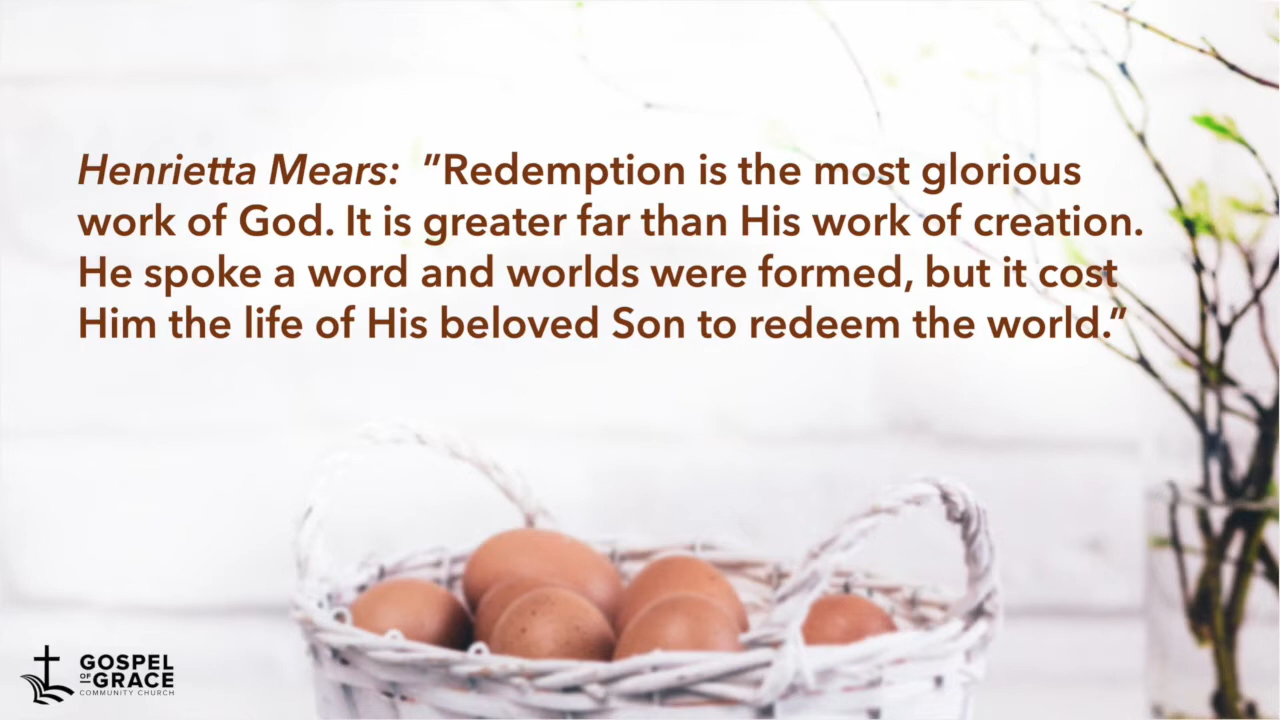 Henrietta Mears:  "Redemption is the most glorious
work of God. It is greater far than His work of creation.
He spoke a word and worlds were formed, but it cost
Him the life of His beloved Son to redeem the world."
GOSPEL
OF GRACE
COMMUNITY CHURCH